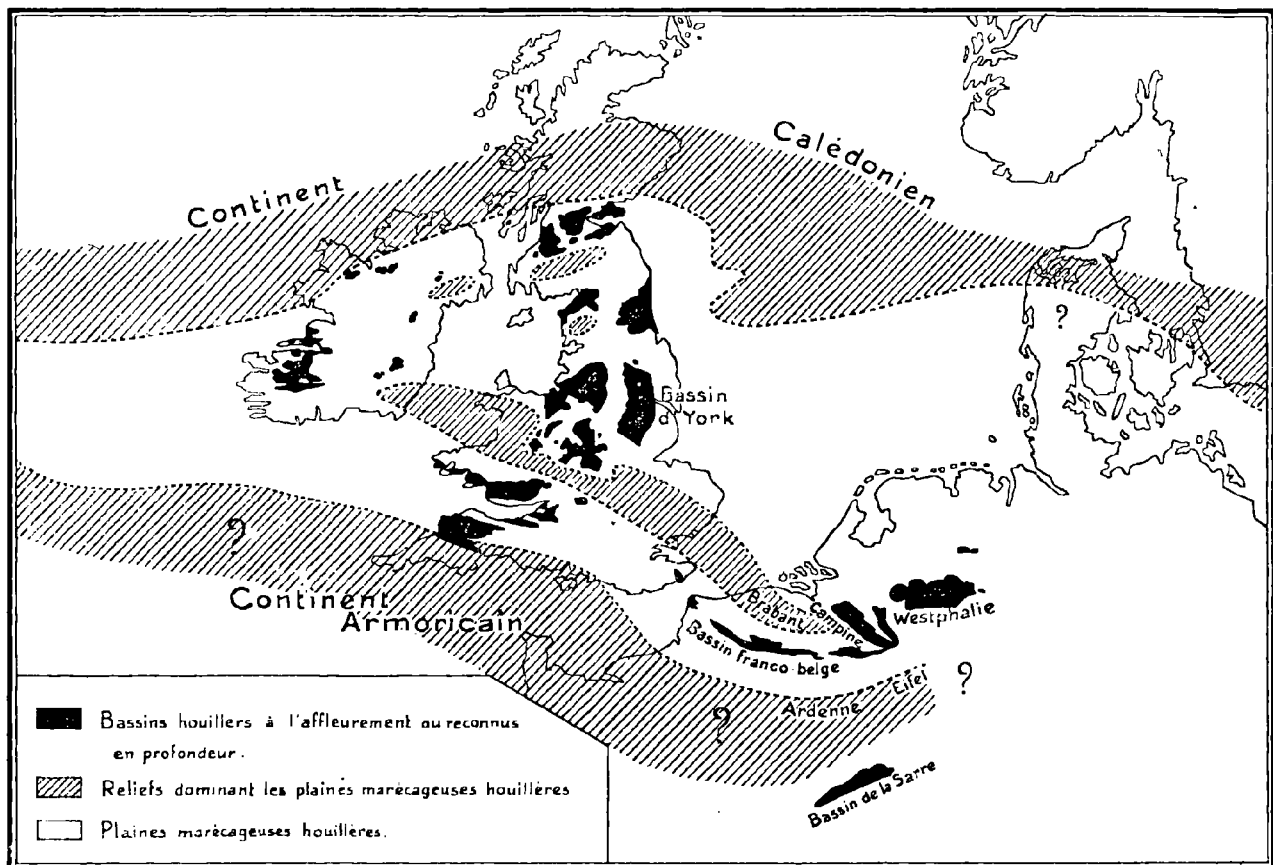 Continent
Calédonien
?
Bassin
d'York
?
Continent
Armoricain
Brabant
Campine
Westphalie
Bassin franco-belge
Eifel
?
Ardenne
?
Bassin de la Sarre
Bassins houillers à l'affleurement ou reconnus
en profondeur.
Reliefs dominant les plaines marécageuses houillères
Plaines marécageuses houillères.